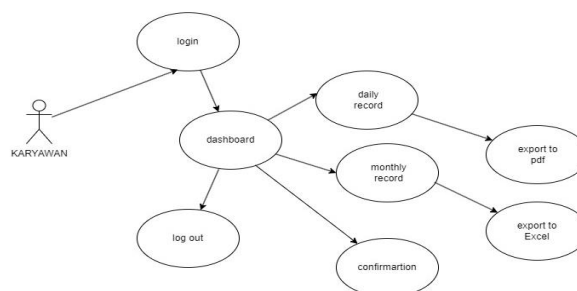 login
daily
record
KARYAWAN
dashboard
export to
pdf
monthly
record
log out
export to
Excel
confirmartion